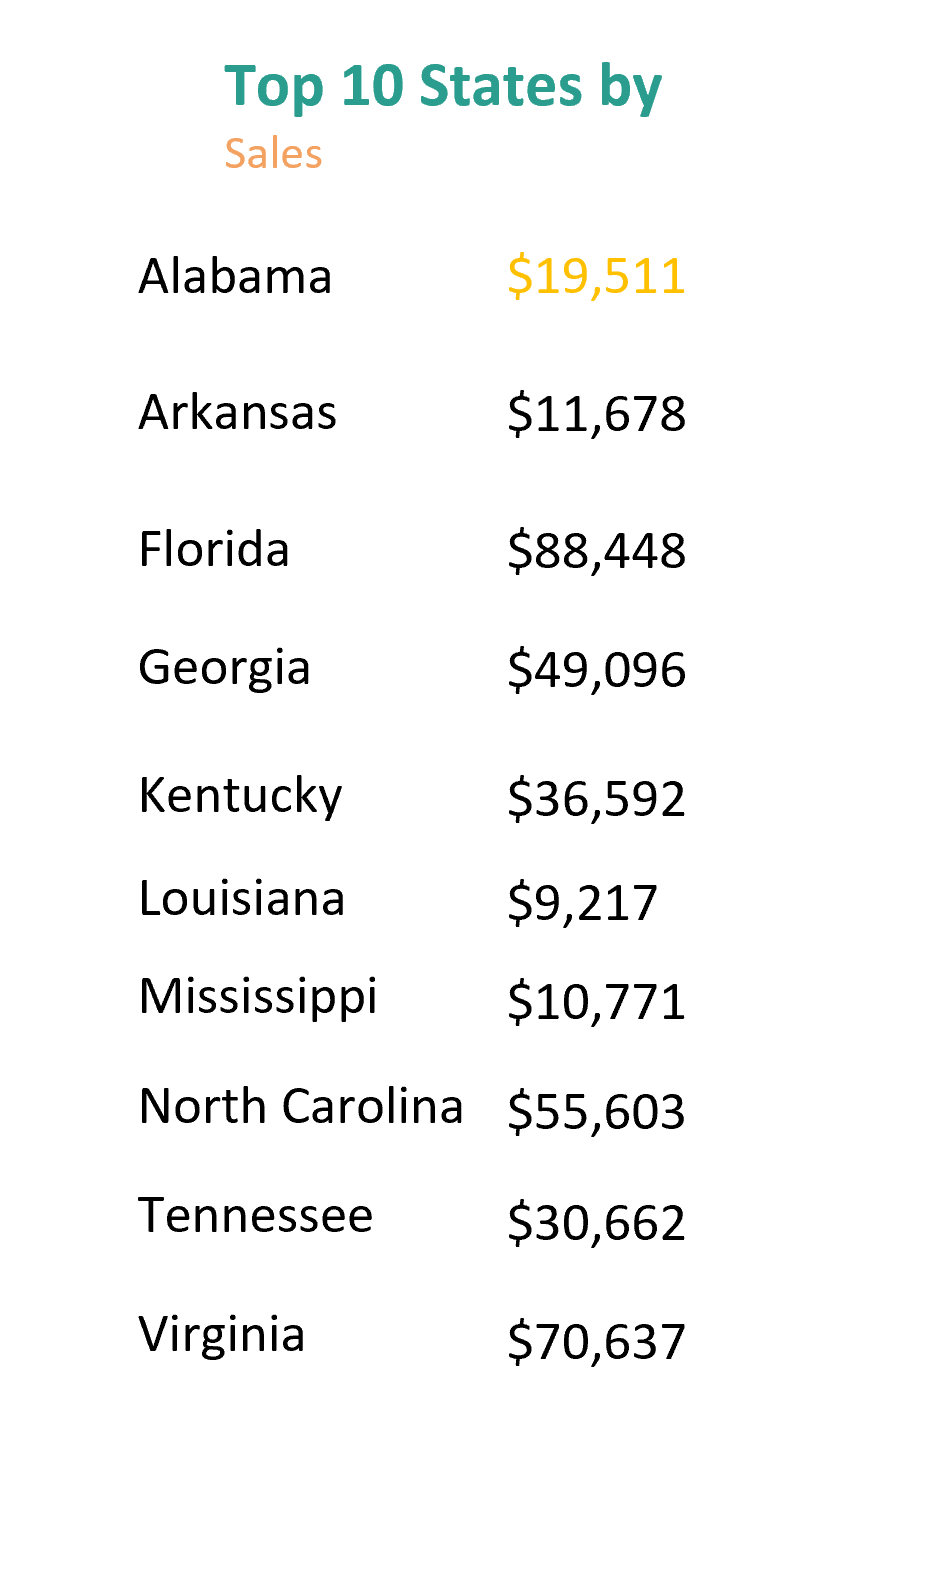 Top 10 States by
Sales
Alabama $19,511
Arkansas $11,678
Florida $88,448
Georgia $49,096
Kentucky $36,592
Louisiana $9,217
Mississippi $10,771
North Carolina $55,603
Tennessee $30,662
Virginia $70,637